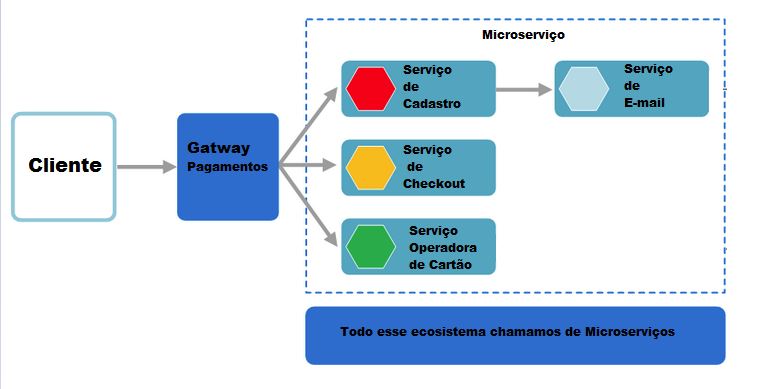 Microserviço
Serviço
de
Cadastro
Serviço
de
E-mail
Cliente
Gatway
Pagamentos
Serviço
de
Checkout
Serviço
Operadora
de Cartão
Todo esse ecosistema chamamos de Microserviços